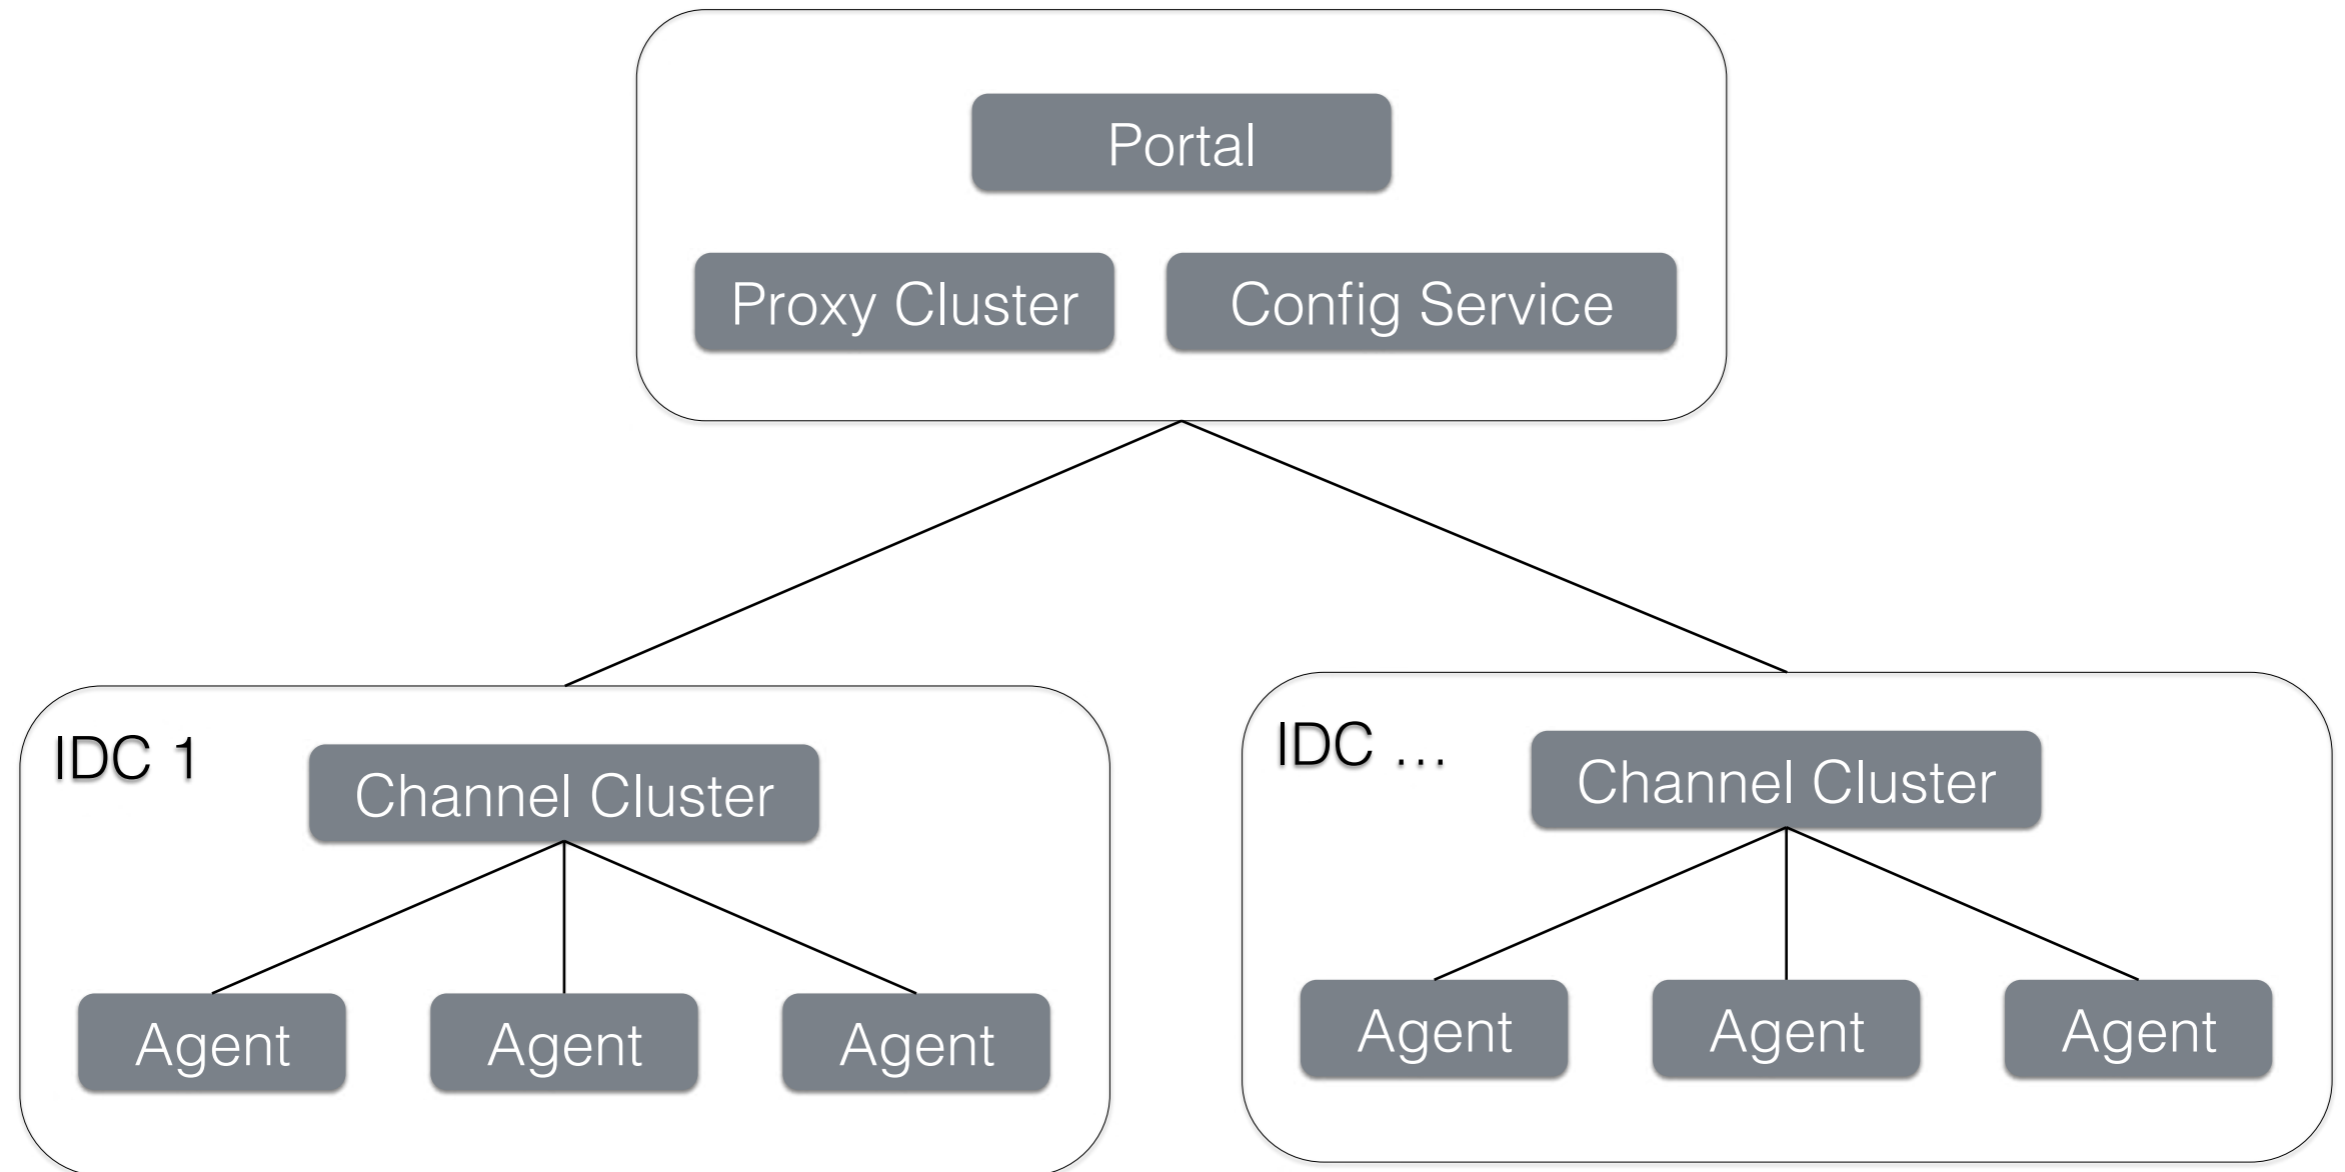 Portal
Proxy Cluster
Config Service
IDC 1
Channel Cluster
Agent
Agent
Agent
IDC ...
Channel Cluster
Agent
Agent
Agent